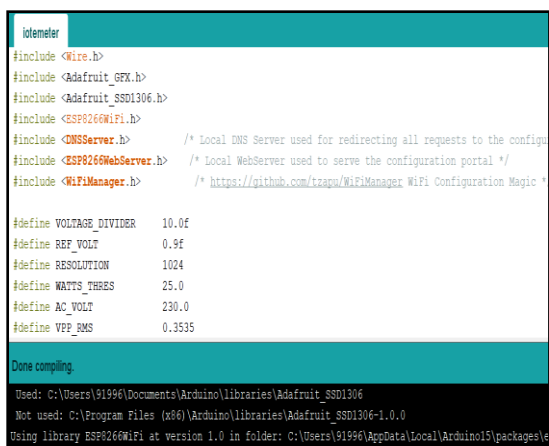 iotemeter
#include <Wire.h>
#include <Adafruit_GFX.h>
#include <Adafruit_SSD1306.h>
#include <ESP8266WiFi.h>
#include <DNSServer.h> /* Local DNS Server used for redirecting all requests to the configu
#include <ESP8266WebServer.h> /* Local WebServer used to serve the configuration portal */
#include <WiFiManager.h> /* https://github.com/tzapu/WiFiManager WiFi Configuration Magic *
#define VOLTAGE_DIVIDER 10.0f
#define REF_VOLT 0.9f
#define RESOLUTION 1024
#define WATTS_THRES 25.0
#define AC_VOLT 230.0
#define VPP_RMS 0.3535
Done compiling.
Used: C:\Users\91996\Documents\Arduino\libraries\Adafruit_SSD1306
Not used: C:\Program Files (x86)\Arduino\libraries\Adafruit_SSD1306-1.0.0
Using library ESP8266WiFi at version 1.0 in folder: C:\Users\91996\AppData\Local\Arduino15\packages\e